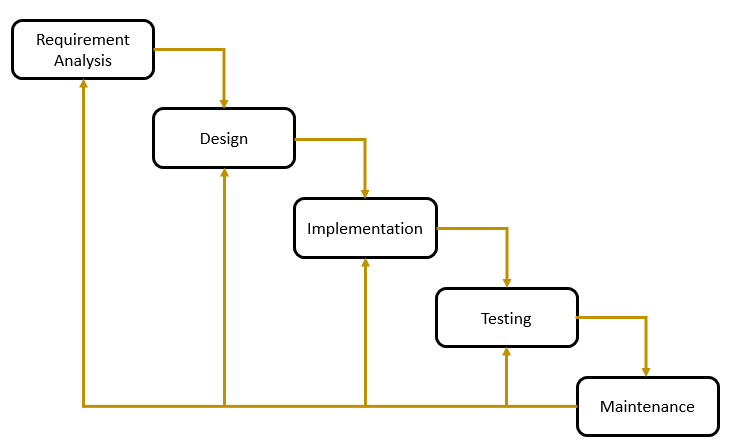 Requirement
Analysis
Design
Implementation
Testing
Maintenance